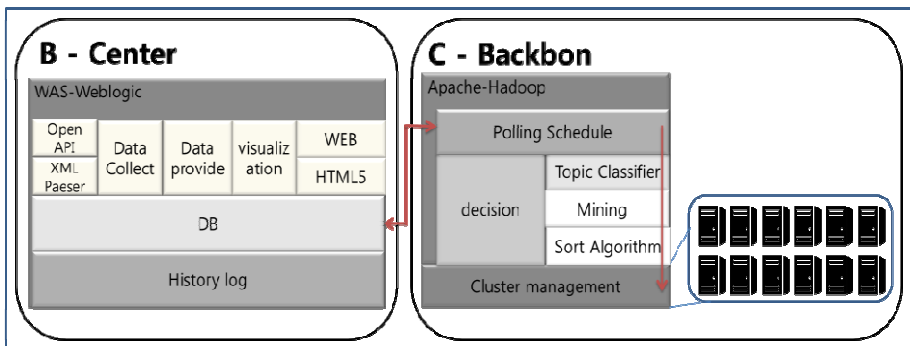 B - Center
WAS-Weblogic
Open
API
XML
Paeser
Data
Collect
Data
provide
visualiz
ation
WEB
HTML5
DB
History log
C - Backbon
Apache-Hadoop
Polling Schedule
decision
Topic Classifier
Mining
Sort Algorithm
Cluster management